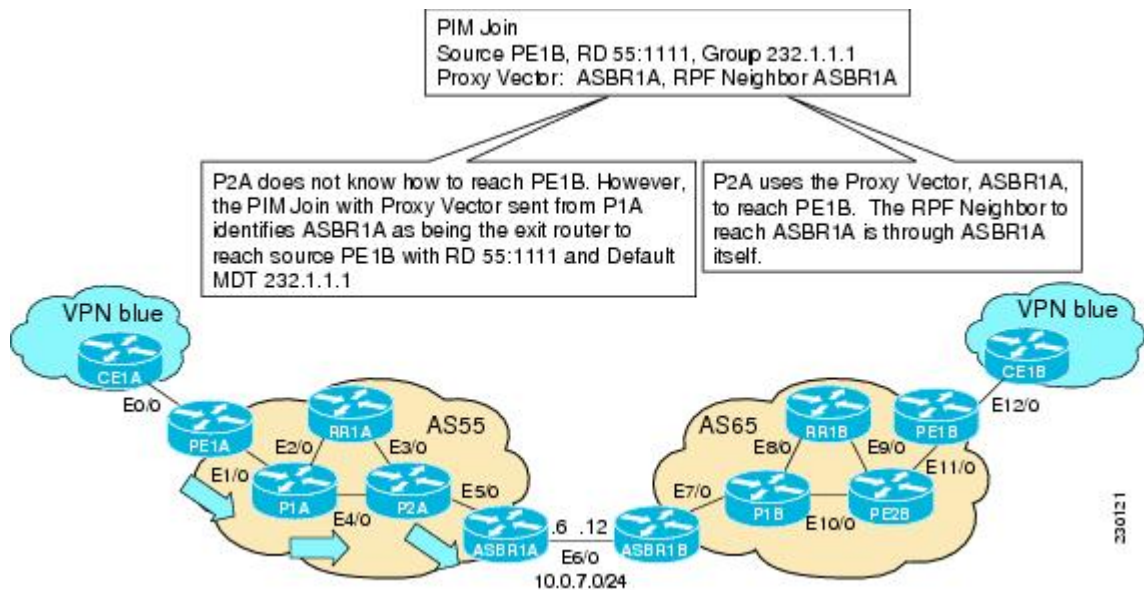 PIM Join
Source PE1B, RD 55:1111, Group 232.1.1.1
Proxy Vector: ASBR1A, RPF Neighbor ASBR1A
P2A does not know how to reach PE1B. However,
the PIM Join with Proxy Vector sent from P1A
identifies ASBR1A as being the exit router to
reach source PE1B with RD 55:1111 and Default
MDT 232.1.1.1
P2A uses the Proxy Vector, ASBR1A,
to reach PE1B. The RPF Neighbor to
reach ASBR1A is through ASBR1A
itself.
VPN blue
CE1A
E0/0
PE1A
E1/0
E2/0
RR1A
E3/0
AS55
P1A
E4/0
P2A
E5/0
ASBR1A
.6 .12
E6/0
10.0.7.0/24
ASBR1B
AS65
E7/0
P1B
E8/0
RR1B
E9/0
E10/0
PE2B
E11/0
PE1B
E12/0
VPN blue
CE1B
230121